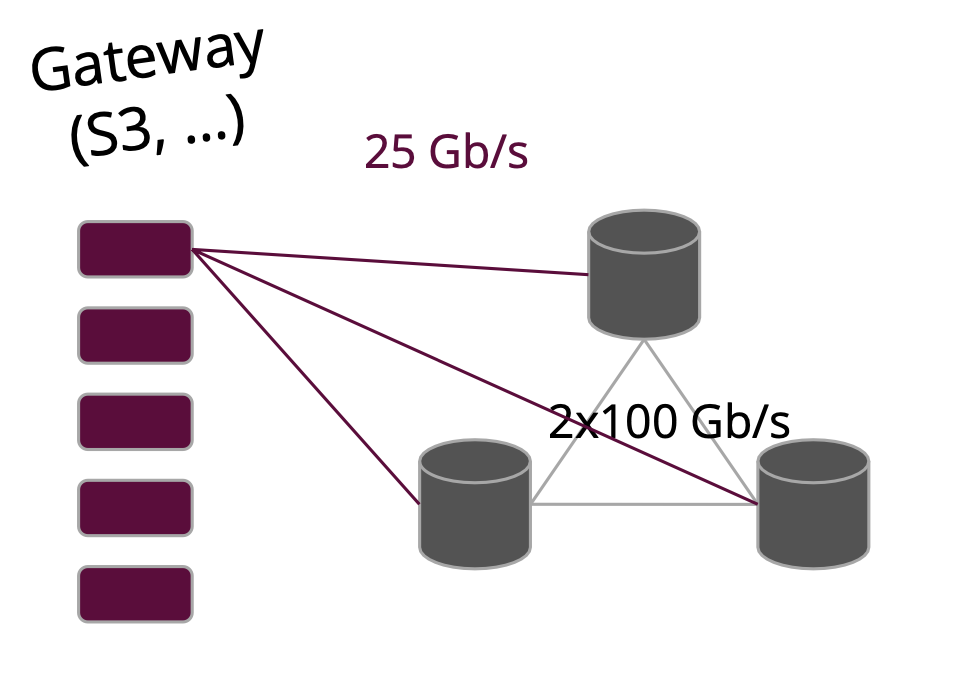 Gateway
(S3, ...)
25 Gb/s
2x100 Gb/s